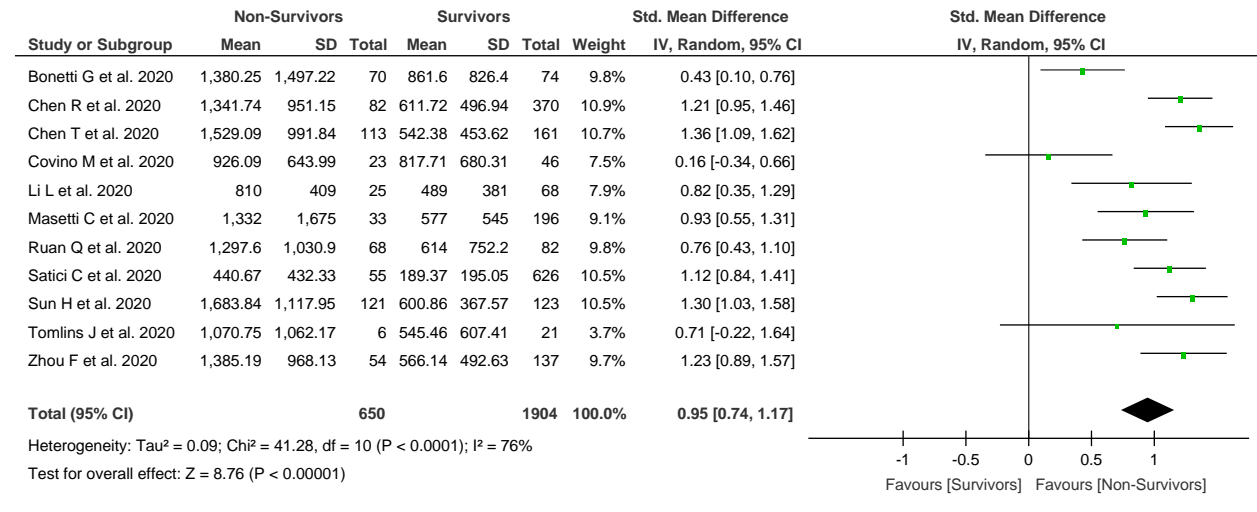 Non-Survivors Survivors Std. Mean Difference Std. Mean Difference
Study or Subgroup Mean SD Total Mean SD Total Weight IV, Random, 95% CI IV, Random, 95% CI
Bonetti G et al. 2020 1,380.25 1,497.22 70 861.6 826.4 74 9.8% 0.43 [0.10, 0.76]
Chen R et al. 2020 1,341.74 951.15 82 611.72 496.94 370 10.9% 1.21 [0.95, 1.46]
Chen T et al. 2020 1,529.09 991.84 113 542.38 453.62 161 10.7% 1.36 [1.09, 1.62]
Covino M et al. 2020 926.09 643.99 23 817.71 680.31 46 7.5% 0.16 [-0.34, 0.66]
Li L et al. 2020 810 409 25 489 381 68 7.9% 0.82 [0.35, 1.29]
Masetti C et al. 2020 1,332 1,675 33 577 545 196 9.1% 0.93 [0.55, 1.31]
Ruan Q et al. 2020 1,297.6 1,030.9 68 614 752.2 82 9.8% 0.76 [0.43, 1.10]
Satici C et al. 2020 440.67 432.33 55 189.37 195.05 626 10.5% 1.12 [0.84, 1.41]
Sun H et al. 2020 1,683.84 1,117.95 121 600.86 367.57 123 10.5% 1.30 [1.03, 1.58]
Tomlins J et al. 2020 1,070.75 1,062.17 6 545.46 607.41 21 3.7% 0.71 [-0.22, 1.64]
Zhou F et al. 2020 1,385.19 968.13 54 566.14 492.63 137 9.7% 1.23 [0.89, 1.57]
Total (95% CI) 650 1904 100.0% 0.95 [0.74, 1.17]
Heterogeneity: Tau² = 0.09; Chi² = 41.28, df = 10 (P < 0.0001); I² = 76%
Test for overall effect: Z = 8.76 (P < 0.00001)
-1 -0.5 0 0.5 1
Favours [Survivors] Favours [Non-Survivors]